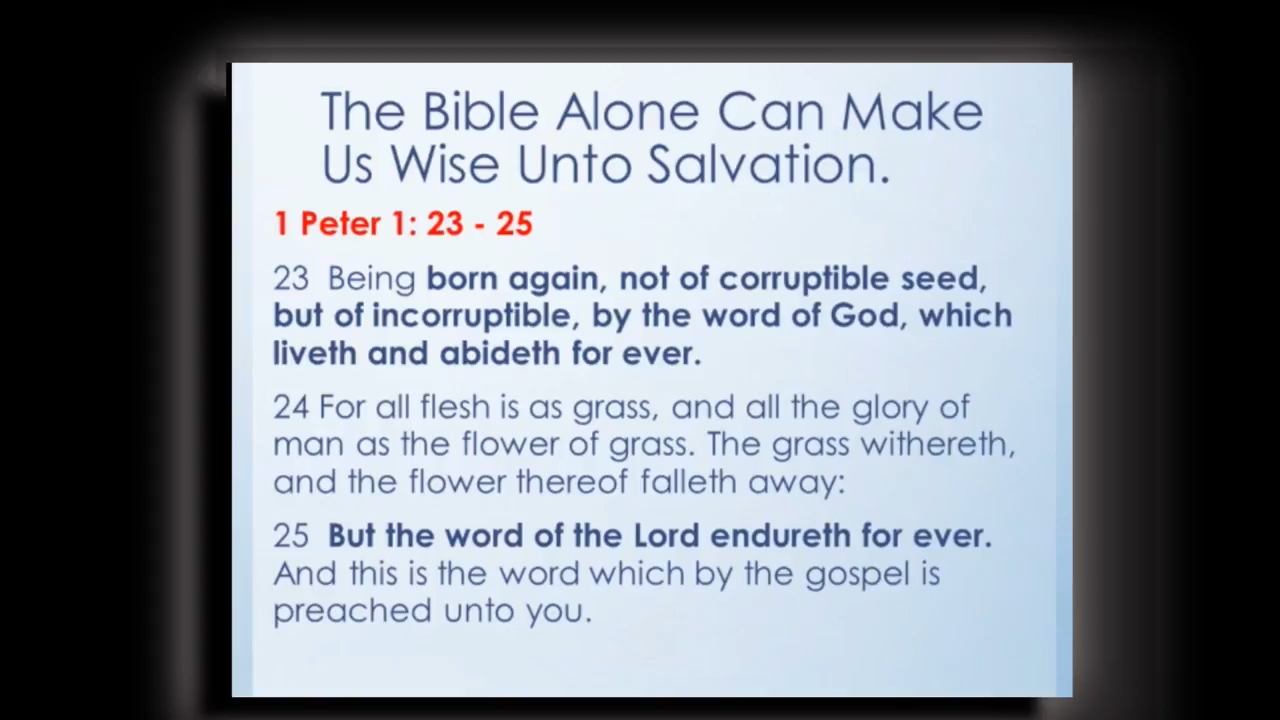 The Bible Alone Can Make
Us Wise Unto Salvation.
1 Peter 1: 23 - 25
23 Being born again, not of corruptible seed,
but of incorruptible, by the word of God, which
liveth and abideth for ever.
24 For all flesh is as grass, and all the glory of
man as the flower of grass. The grass withereth,
and the flower thereof falleth away:
25 But the word of the Lord endureth for ever.
And this is the word which by the gospel is
preached unto you.